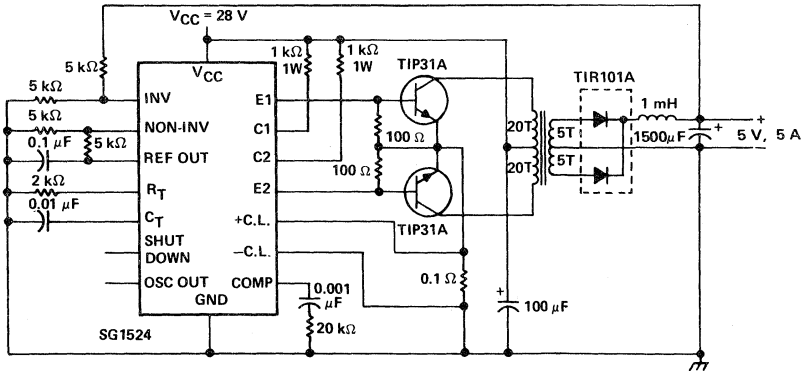 V_CC = 28 V
1 kΩ
1W
1 kΩ
1W
TIP31A
5 kΩ
V_CC
TIR101A
5 kΩ
INV
E1
1 mH
5 kΩ
NON-INV
C1
100 Ω
20T
5T
+
5 V, 5 A
−
1500μF
+
0.1 μF
5 kΩ
REF OUT
C2
100 Ω
20T
5T
2 kΩ
R_T
E2
0.01 μF
C_T
+C.L.
TIP31A
SHUT
DOWN
−C.L.
OSC OUT
COMP
0.001
μF
0.1 Ω
+
100 μF
GND
20 kΩ
SG1524